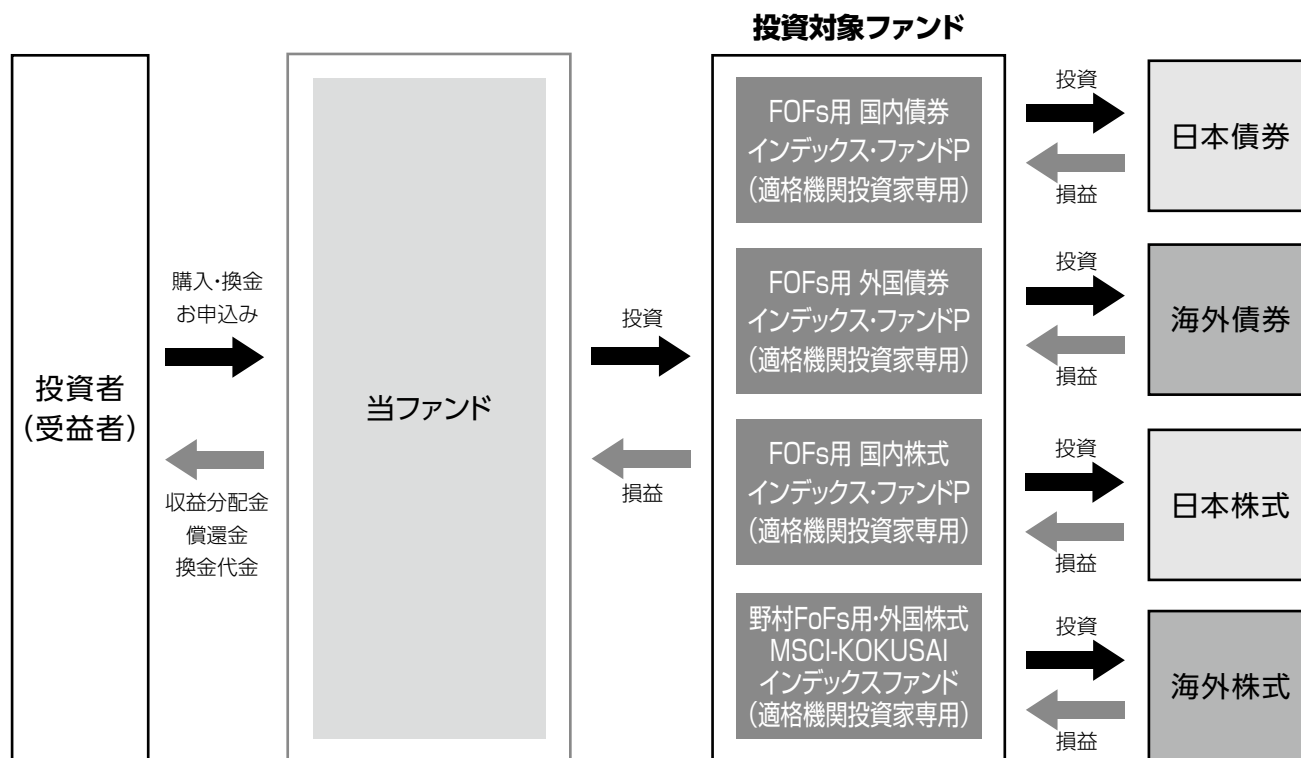 投資対象ファンド
投資者
(受益者)
購入・換金
お申込み
収益分配金
償還金
換金代金
当ファンド
投資
損益
FOFs用 国内債券
インデックス・ファンドP
(適格機関投資家専用)
投資
損益
日本債券
FOFs用 外国債券
インデックス・ファンドP
(適格機関投資家専用)
投資
損益
海外債券
FOFs用 国内株式
インデックス・ファンドP
(適格機関投資家専用)
投資
損益
日本株式
野村FoFs用・外国株式
MSCI-KOKUSAI
インデックスファンド
(適格機関投資家専用)
投資
損益
海外株式